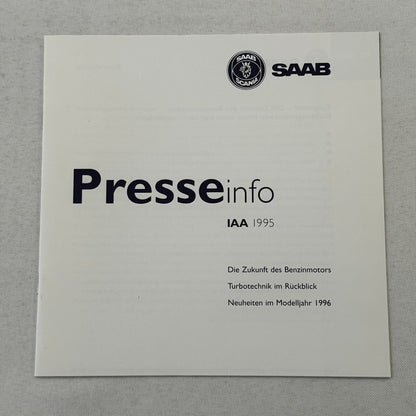 SAAB
SCANIA
SAAB
Presseinfo
IAA 1995
Die Zukunft des Benzinmotors
Turbotechnik im Rückblick
Neuheiten im Modelljahr 1996